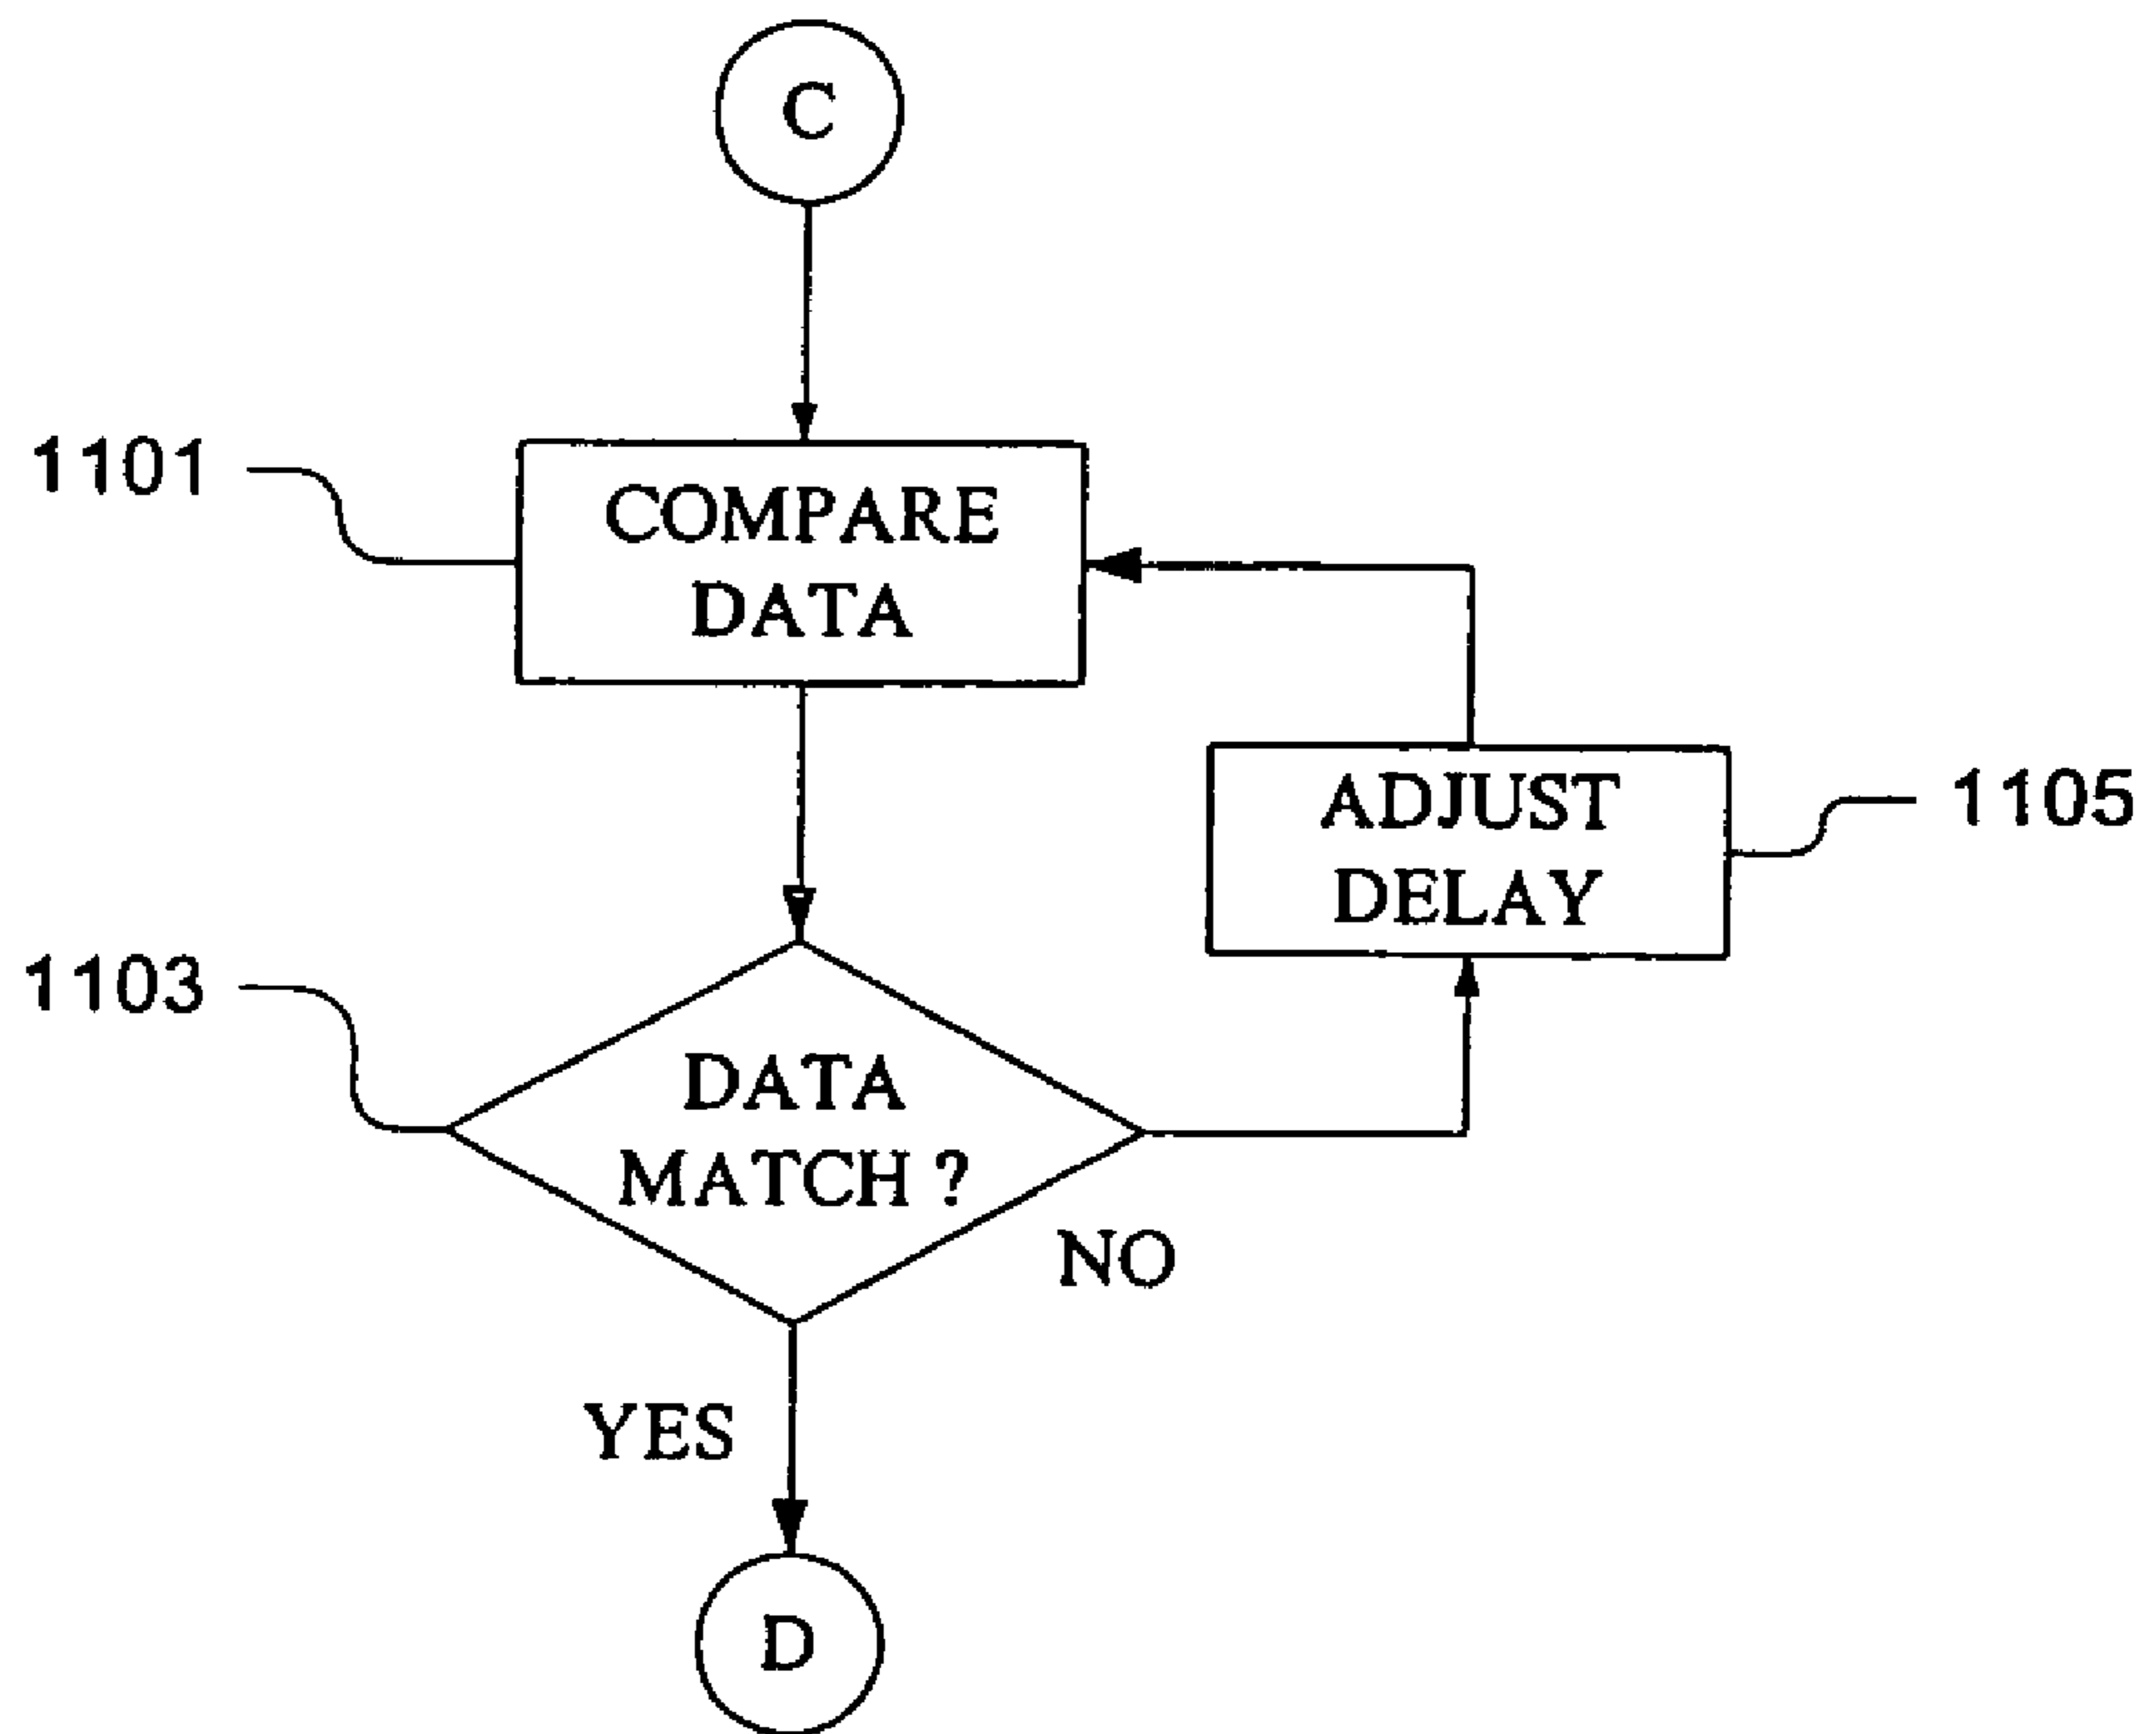 C
1101
COMPARE
DATA
ADJUST
DELAY
1105
1103
DATA
MATCH ?
NO
YES
D